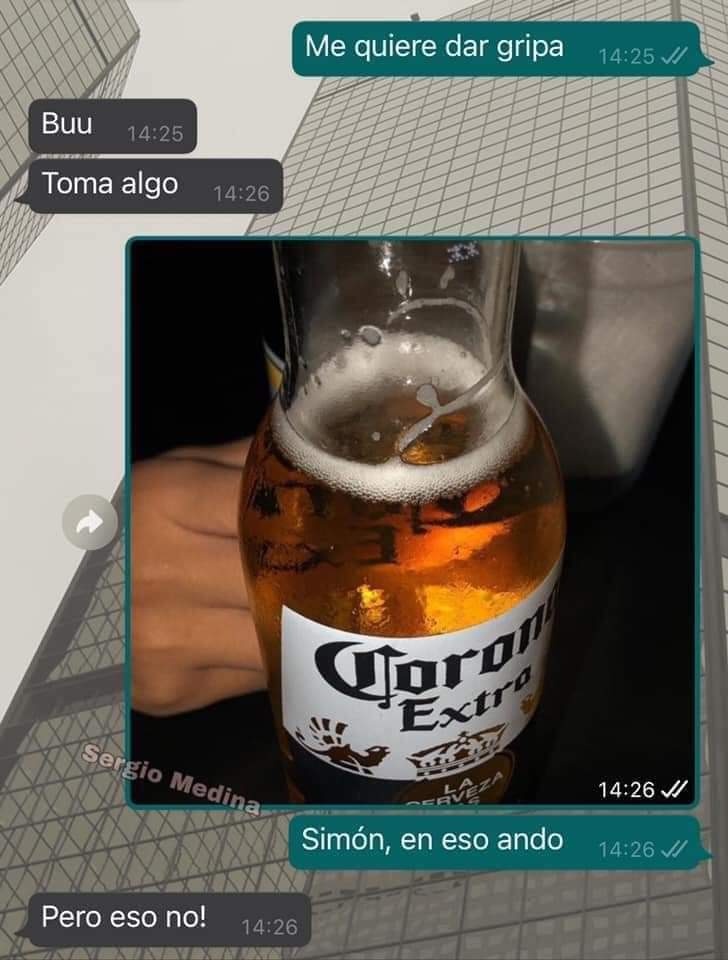 Me quiere dar gripa 14:25
Buu 14:25
Toma algo 14:26
Corona
Extra
LA
CERVEZA
14:26
Sergio Medina
Simón, en eso ando 14:26
Pero eso no! 14:26